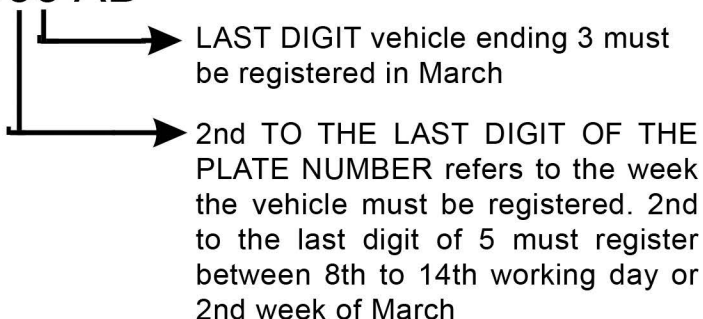 LAST DIGIT vehicle ending 3 must
be registered in March
2nd TO THE LAST DIGIT OF THE
PLATE NUMBER refers to the week
the vehicle must be registered. 2nd
to the last digit of 5 must register
between 8th to 14th working day or
2nd week of March